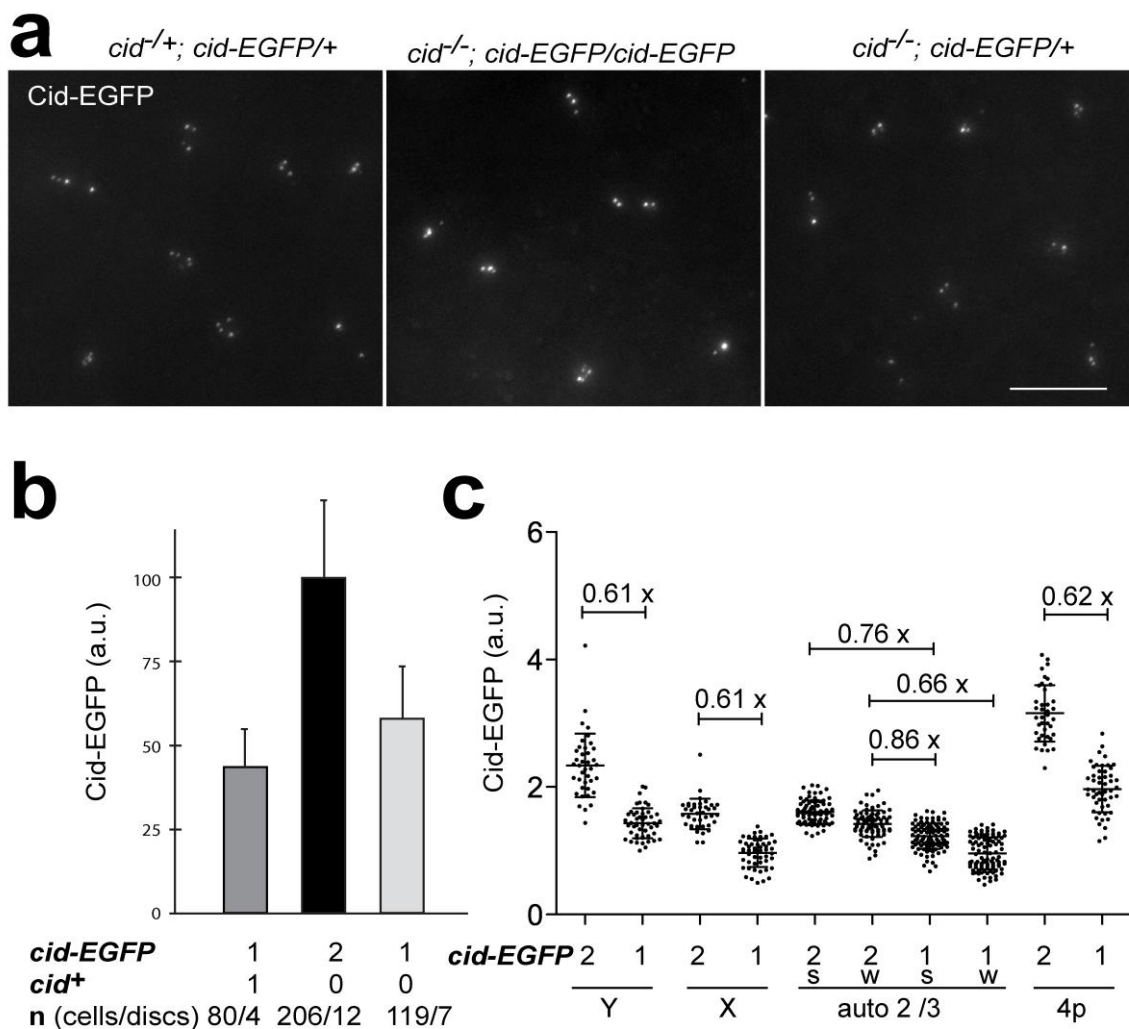 a
cid-/+; cid-EGFP/+
cid-/-; cid-EGFP/cid-EGFP
cid-/-; cid-EGFP/+
Cid-EGFP
b
Cid-EGFP (a.u.)
100
75
50
25
0
cid-EGFP 1 2 1
cid+ 1 0 0
n (cells/discs) 80/4 206/12 119/7
c
Cid-EGFP (a.u.)
6
4
2
0
0.61 x
0.61 x
0.76 x
0.66 x
0.86 x
0.62 x
cid-EGFP 2 1 2 1 2 2 1 1 2 1
s w s w
Y X auto 2 /3 4p